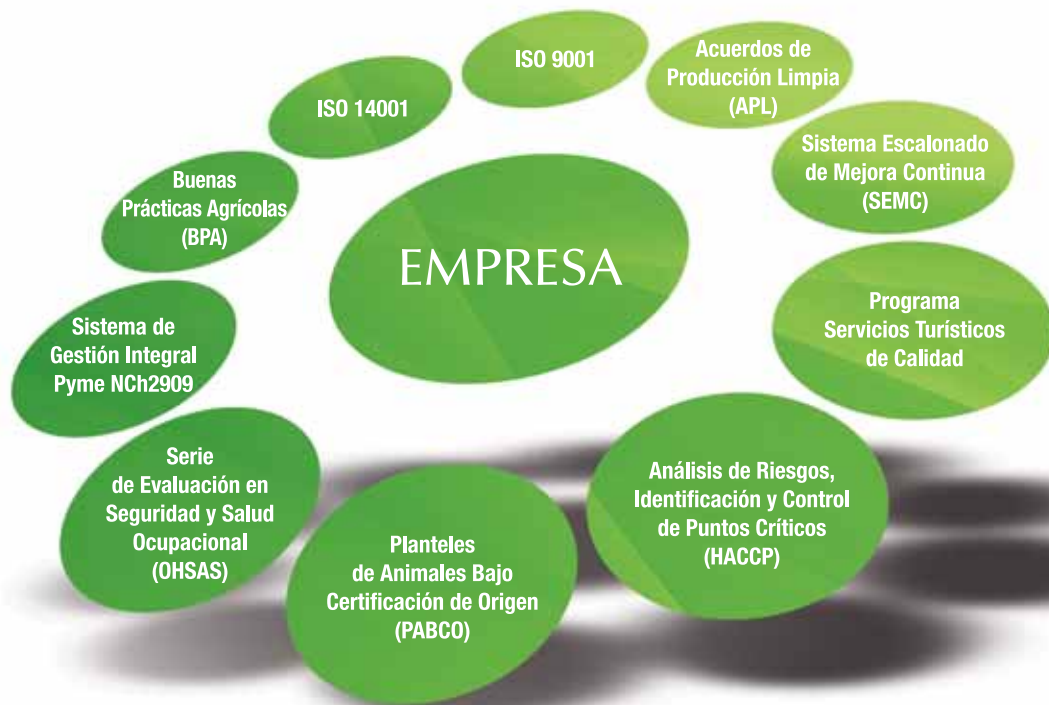 ISO 9001
Acuerdos de
Producción Limpia
(APL)
ISO 14001
Sistema Escalonado
de Mejora Continua
(SEMC)
Buenas
Prácticas Agrícolas
(BPA)
EMPRESA
Programa
Servicios Turísticos
de Calidad
Sistema de
Gestión Integral
Pyme NCh2909
Serie
de Evaluación en
Seguridad y Salud
Ocupacional
(OHSAS)
Análisis de Riesgos,
Identificación y Control
de Puntos Críticos
(HACCP)
Planteles
de Animales Bajo
Certificación de Origen
(PABCO)